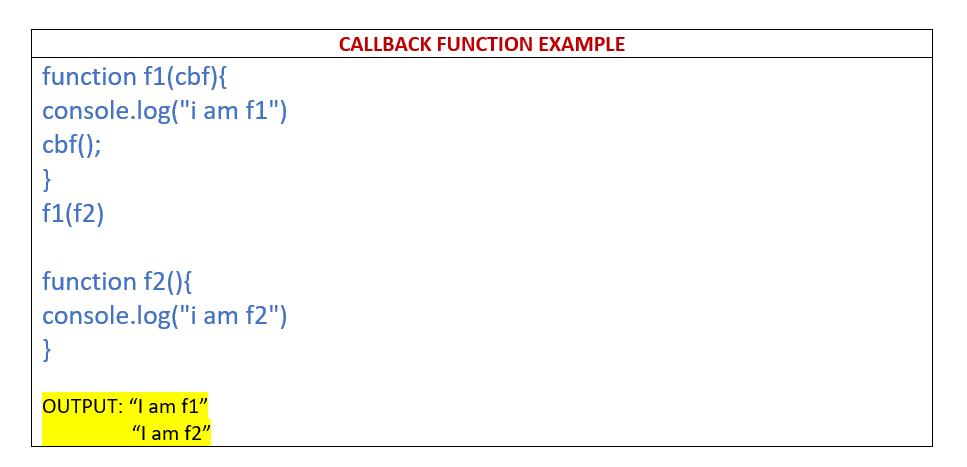 CALLBACK FUNCTION EXAMPLE
function f1(cbf){
console.log("i am f1")
cbf();
}
f1(f2)
function f2(){
console.log("i am f2")
}
OUTPUT: “I am f1”
“I am f2”